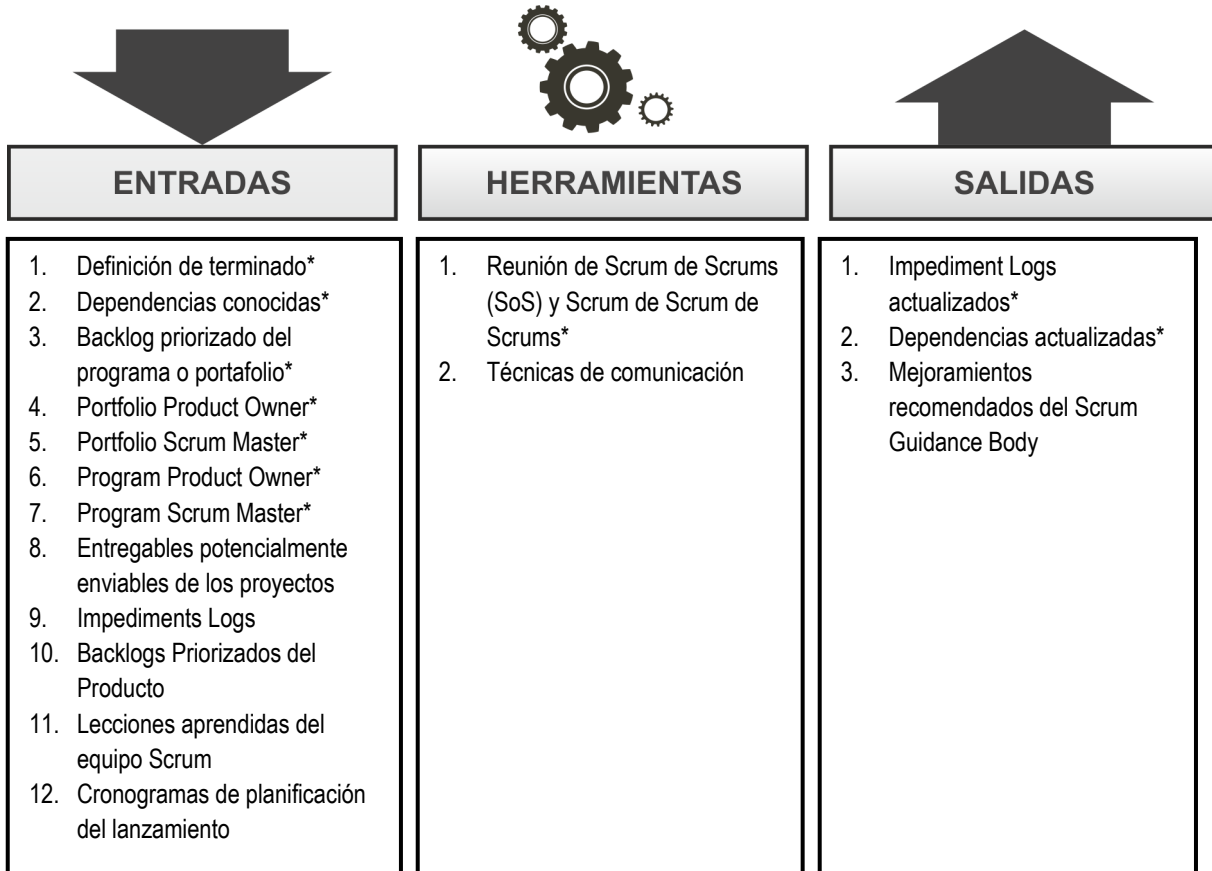 ENTRADAS
1. Definición de terminado*
2. Dependencias conocidas*
3. Backlog priorizado del
programa o portafolio*
4. Portfolio Product Owner*
5. Portfolio Scrum Master*
6. Program Product Owner*
7. Program Scrum Master*
8. Entregables potencialmente
enviables de los proyectos
9. Impediments Logs
10. Backlogs Priorizados del
Producto
11. Lecciones aprendidas del
equipo Scrum
12. Cronogramas de planificación
del lanzamiento
HERRAMIENTAS
1. Reunión de Scrum de Scrums
(SoS) y Scrum de Scrum de
Scrums*
2. Técnicas de comunicación
SALIDAS
1. Impediment Logs
actualizados*
2. Dependencias actualizadas*
3. Mejoramientos
recomendados del Scrum
Guidance Body